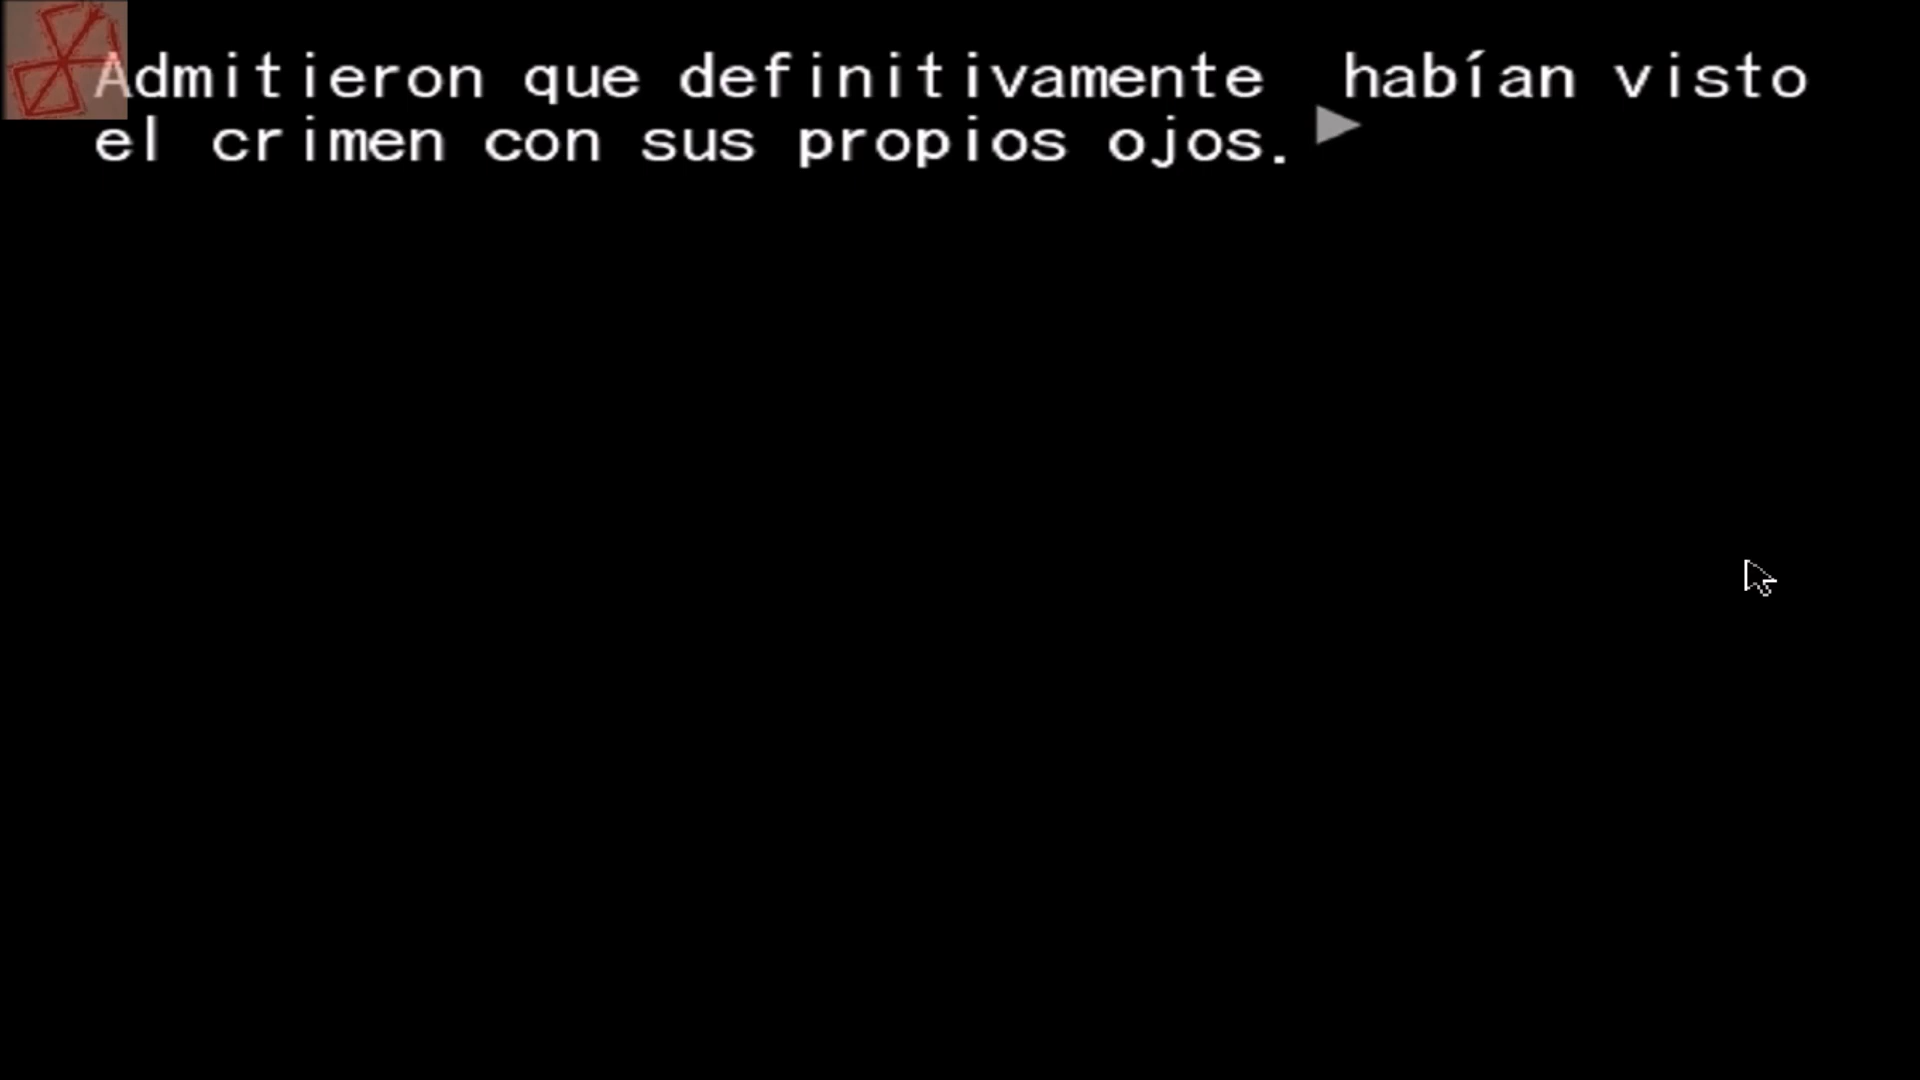 Admitieron que definitivamente  habían visto
el crimen con sus propios ojos.